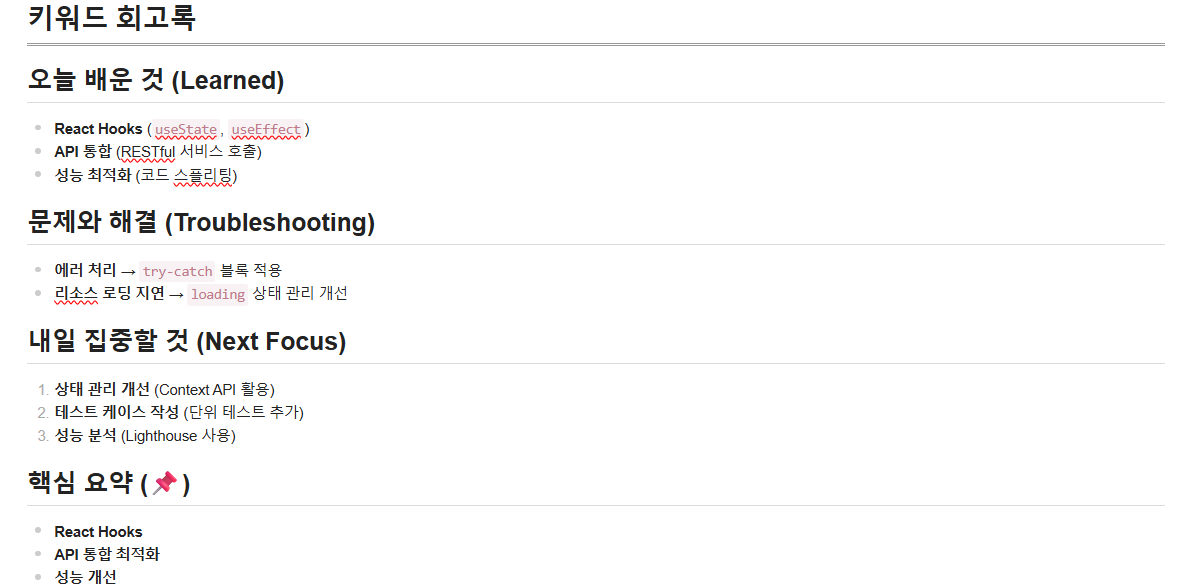 키워드 회고록
오늘 배운 것 (Learned)
React Hooks (useState, useEffect)
API 통합 (RESTful 서비스 호출)
성능 최적화 (코드 스플리팅)
문제와 해결 (Troubleshooting)
에러 처리 → try-catch 블록 적용
리소스 로딩 지연 → loading 상태 관리 개선
내일 집중할 것 (Next Focus)
1. 상태 관리 개선 (Context API 활용)
2. 테스트 케이스 작성 (단위 테스트 추가)
3. 성능 분석 (Lighthouse 사용)
핵심 요약 (📌)
React Hooks
API 통합 최적화
성능 개선